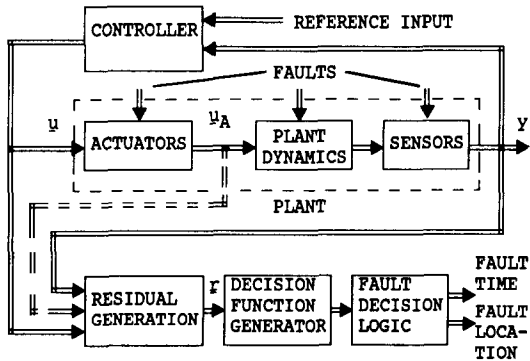 CONTROLLER
REFERENCE INPUT
FAULTS
u
ACTUATORS
u_A
PLANT
DYNAMICS
SENSORS
y
PLANT
RESIDUAL
GENERATION
r
DECISION
FUNCTION
GENERATOR
FAULT
DECISION
LOGIC
FAULT
TIME
FAULT
LOCA-
TION